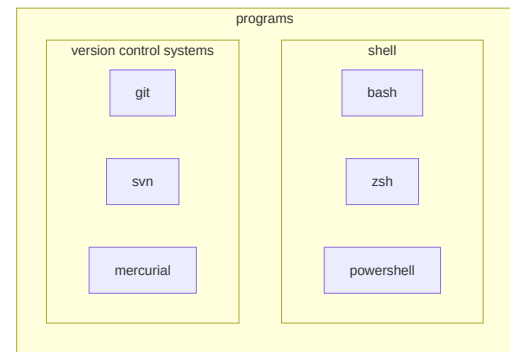 programs
version control systems
git
svn
mercurial
shell
bash
zsh
powershell